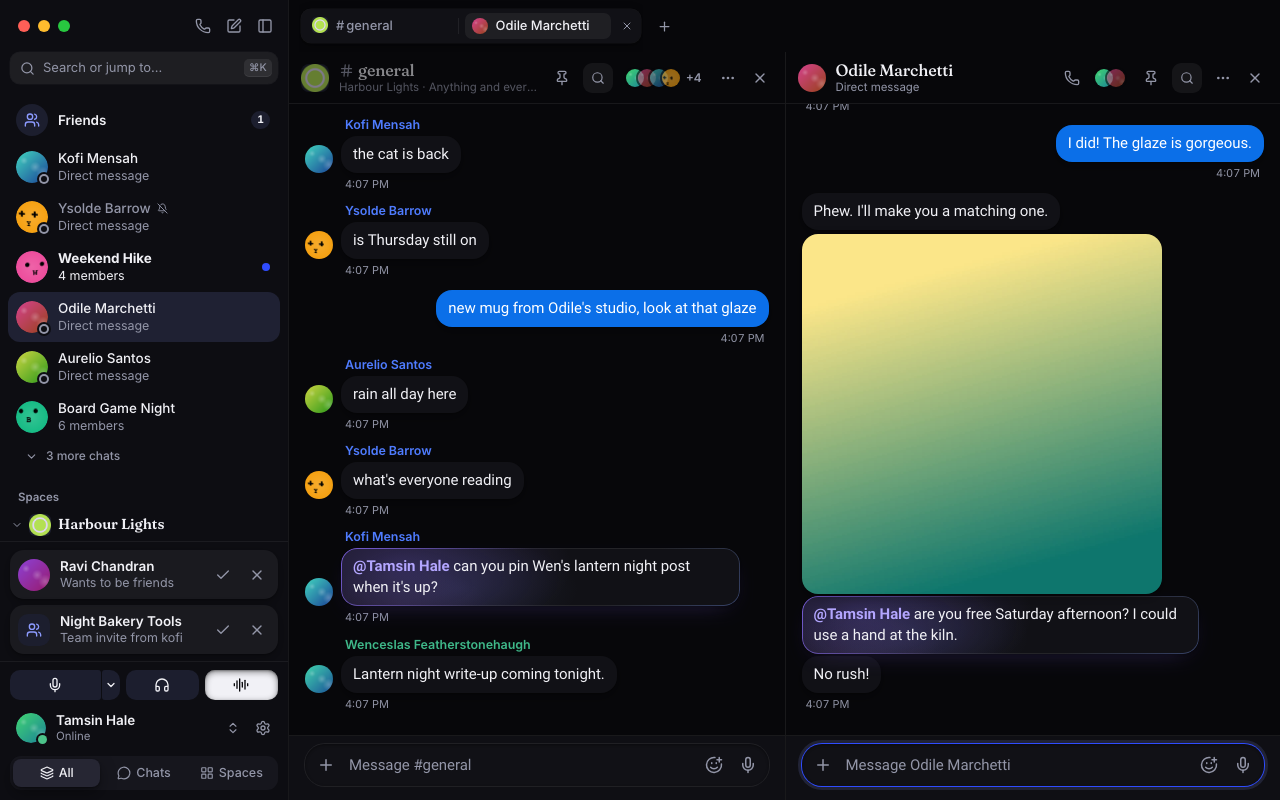 Search or jump to...
⌘K
Friends
1
Kofi Mensah
Direct message
Ysolde Barrow
Direct message
Weekend Hike
4 members
Odile Marchetti
Direct message
Aurelio Santos
Direct message
Board Game Night
6 members
3 more chats
Spaces
Harbour Lights
Ravi Chandran
Wants to be friends
Night Bakery Tools
Team invite from kofi
Tamsin Hale
Online
All
Chats
Spaces
# general
Odile Marchetti
# general
Harbour Lights · Anything and ever...
+4
Kofi Mensah
the cat is back
4:07 PM
Ysolde Barrow
is Thursday still on
4:07 PM
new mug from Odile's studio, look at that glaze
4:07 PM
Aurelio Santos
rain all day here
4:07 PM
Ysolde Barrow
what's everyone reading
4:07 PM
Kofi Mensah
@Tamsin Hale can you pin Wen's lantern night post
when it's up?
4:07 PM
Wenceslas Featherstonehaugh
Lantern night write-up coming tonight.
4:07 PM
Message #general
Odile Marchetti
Direct message
4:07 PM
I did! The glaze is gorgeous.
4:07 PM
Phew. I'll make you a matching one.
@Tamsin Hale are you free Saturday afternoon? I could
use a hand at the kiln.
No rush!
4:07 PM
Message Odile Marchetti